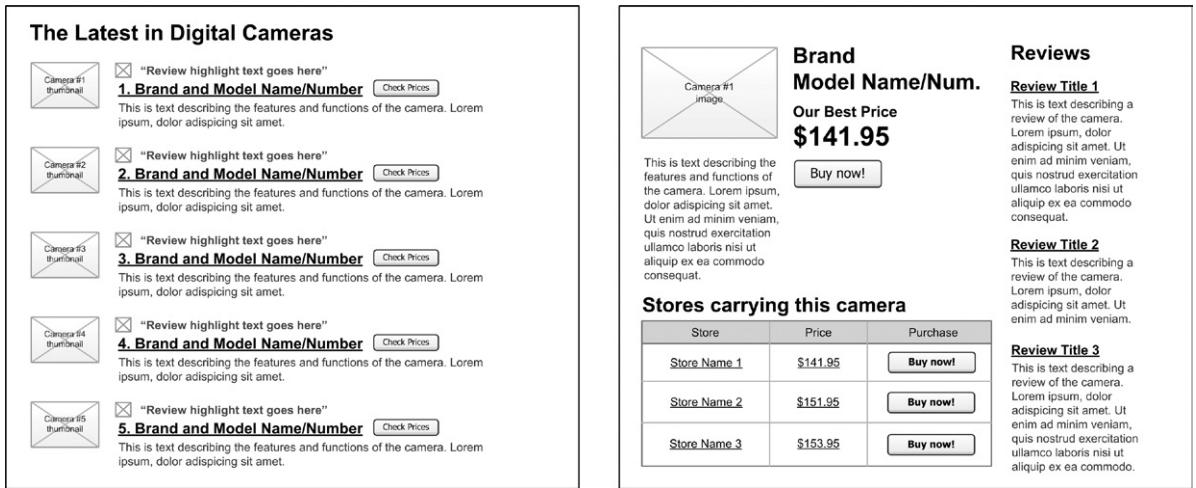 The Latest in Digital Cameras
Camera #1
thumbnail
“Review highlight text goes here”
1. Brand and Model Name/Number
Check Prices
This is text describing the features and functions of the camera. Lorem
ipsum, dolor adispicing sit amet.
Camera #2
thumbnail
“Review highlight text goes here”
2. Brand and Model Name/Number
Check Prices
This is text describing the features and functions of the camera. Lorem
ipsum, dolor adispicing sit amet.
Camera #3
thumbnail
“Review highlight text goes here”
3. Brand and Model Name/Number
Check Prices
This is text describing the features and functions of the camera. Lorem
ipsum, dolor adispicing sit amet.
Camera #4
thumbnail
“Review highlight text goes here”
4. Brand and Model Name/Number
Check Prices
This is text describing the features and functions of the camera. Lorem
ipsum, dolor adispicing sit amet.
Camera #5
thumbnail
“Review highlight text goes here”
5. Brand and Model Name/Number
Check Prices
This is text describing the features and functions of the camera. Lorem
ipsum, dolor adispicing sit amet.
Camera #1
image
Brand
Model Name/Num.
Our Best Price
$141.95
Buy now!
This is text describing the
features and functions of
the camera. Lorem ipsum,
dolor adispicing sit amet.
Ut enim ad minim veniam,
quis nostrud exercitation
ullamco laboris nisi ut
aliquip ex ea commodo
consequat.
Stores carrying this camera
Store Price Purchase
Store Name 1 $141.95 Buy now!
Store Name 2 $151.95 Buy now!
Store Name 3 $153.95 Buy now!
Reviews
Review Title 1
This is text describing a
review of the camera.
Lorem ipsum, dolor
adispicing sit amet. Ut
enim ad minim veniam,
quis nostrud exercitation
ullamco laboris nisi ut
aliquip ex ea commodo
consequat.
Review Title 2
This is text describing a
review of the camera.
Lorem ipsum, dolor
adispicing sit amet. Ut
enim ad minim veniam.
Review Title 3
This is text describing a
review of the camera.
Lorem ipsum, dolor
adispicing sit amet. Ut
enim ad minim veniam,
quis nostrud exercitation
ullamco laboris nisi ut
aliquip ex ea commodo.